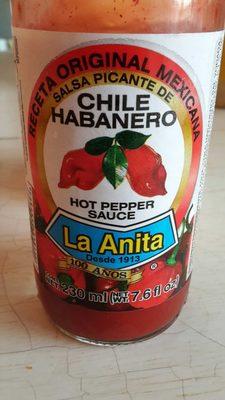 RECETA ORIGINAL MEXICANA
SALSA PICANTE DE
CHILE
HABANERO
HOT PEPPER
SAUCE
La Anita
Desde 1913
100 AÑOS
®
230 ml (NET WT. 7.6 fl oz)